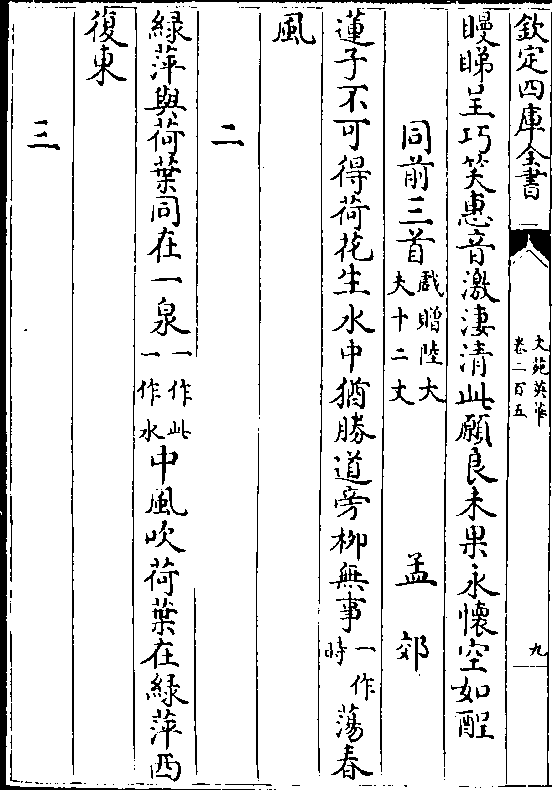 欽定四庫全書
文苑英華
卷二百五
九
睩睇呈巧笑惠音激淒清此願良未果永懷空如酲
同前三首戲贈陸大夫十二丈 孟郊
蓮子不可得荷花生水中猶勝道旁柳無事一作時蕩春
風
二
綠萍與荷葉同在一泉一作此一作水中風吹荷葉在綠萍西
復東
三